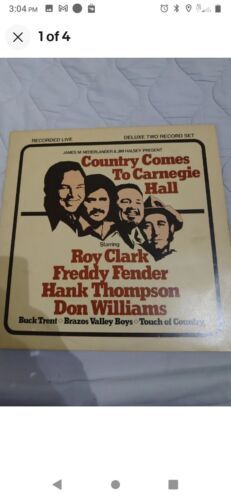 3:04 PM
1 of 4
RECORDED LIVE
DELUXE TWO RECORD SET
JAMES M. NEDERLANDER & JIM HALSEY PRESENT
Country Comes
To Carnegie
Hall
Starring
Roy Clark
Freddy Fender
Hank Thompson
Don Williams
Buck Trent Brazos Valley Boys Touch of Country